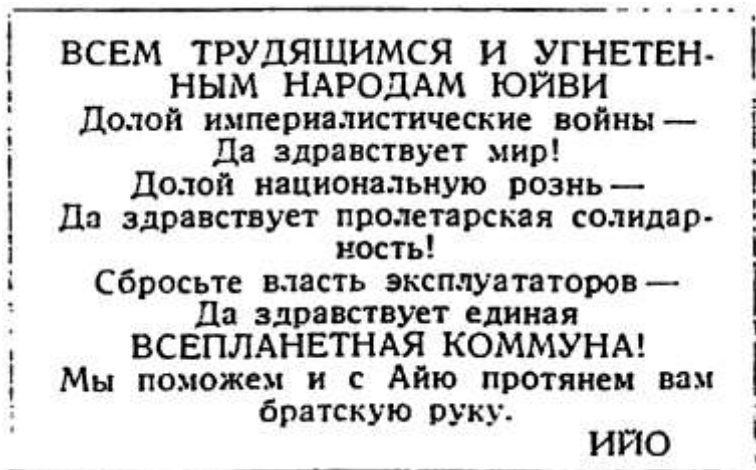 ВСЕМ ТРУДЯЩИМСЯ И УГНЕТЕН-
НЫМ НАРОДАМ ЮЙВИ
Долой империалистические войны —
Да здравствует мир!
Долой национальную рознь —
Да здравствует пролетарская солидар-
ность!
Сбросьте власть эксплуататоров —
Да здравствует единая
ВСЕПЛАНЕТНАЯ КОММУНА!
Мы поможем и с Айю протянем вам
братскую руку.
ИЙО